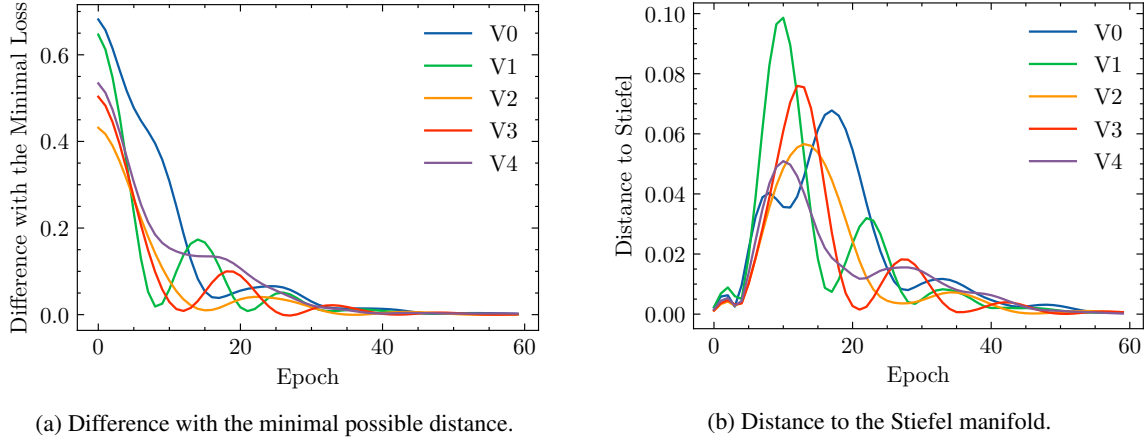 Difference with the Minimal Loss
0.6
0.4
0.2
0.0
0
20
40
60
Epoch
V0
V1
V2
V3
V4
(a) Difference with the minimal possible distance.
Distance to Stiefel
0.10
0.08
0.06
0.04
0.02
0.00
0
20
40
60
Epoch
V0
V1
V2
V3
V4
(b) Distance to the Stiefel manifold.